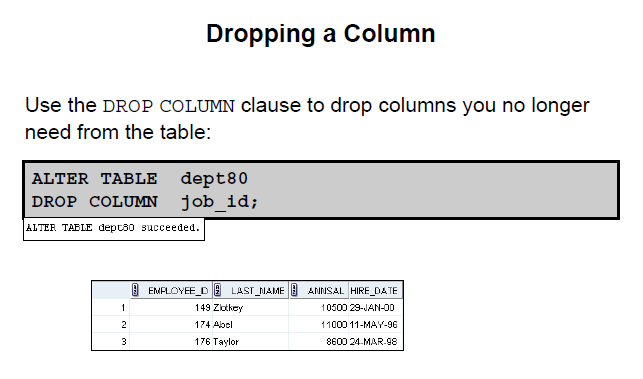 Dropping a Column
Use the DROP COLUMN clause to drop columns you no longer
need from the table:
ALTER TABLE dept80
DROP COLUMN job_id;
ALTER TABLE dept80 succeeded.
EMPLOYEE_ID LAST_NAME ANNSAL HIRE_DATE
1 149 Zlotkey 10500 29-JAN-00
2 174 Abel 11000 11-MAY-96
3 176 Taylor 8600 24-MAR-98